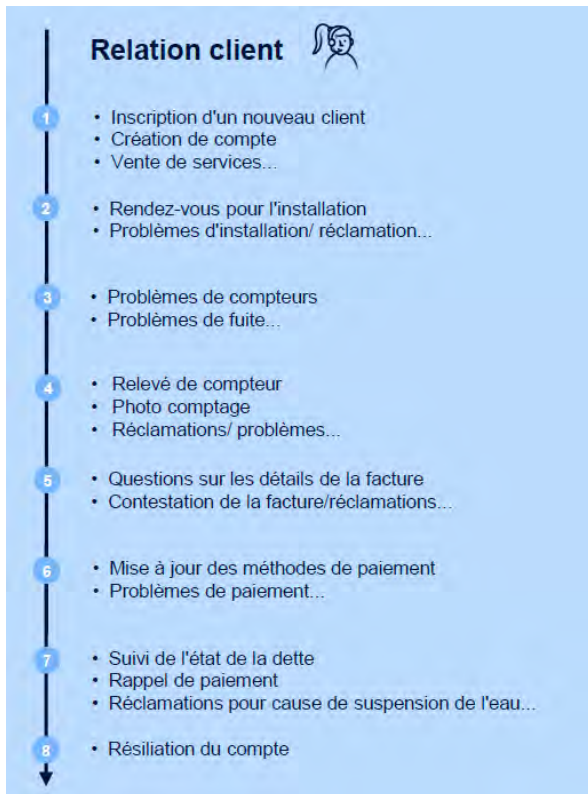 Relation client
1
• Inscription d'un nouveau client
• Création de compte
• Vente de services...
2
• Rendez-vous pour l'installation
• Problèmes d'installation/ réclamation...
3
• Problèmes de compteurs
• Problèmes de fuite...
4
• Relevé de compteur
• Photo comptage
• Réclamations/ problèmes...
5
• Questions sur les détails de la facture
• Contestation de la facture/réclamations...
6
• Mise à jour des méthodes de paiement
• Problèmes de paiement...
7
• Suivi de l'état de la dette
• Rappel de paiement
• Réclamations pour cause de suspension de l'eau...
8
• Résiliation du compte